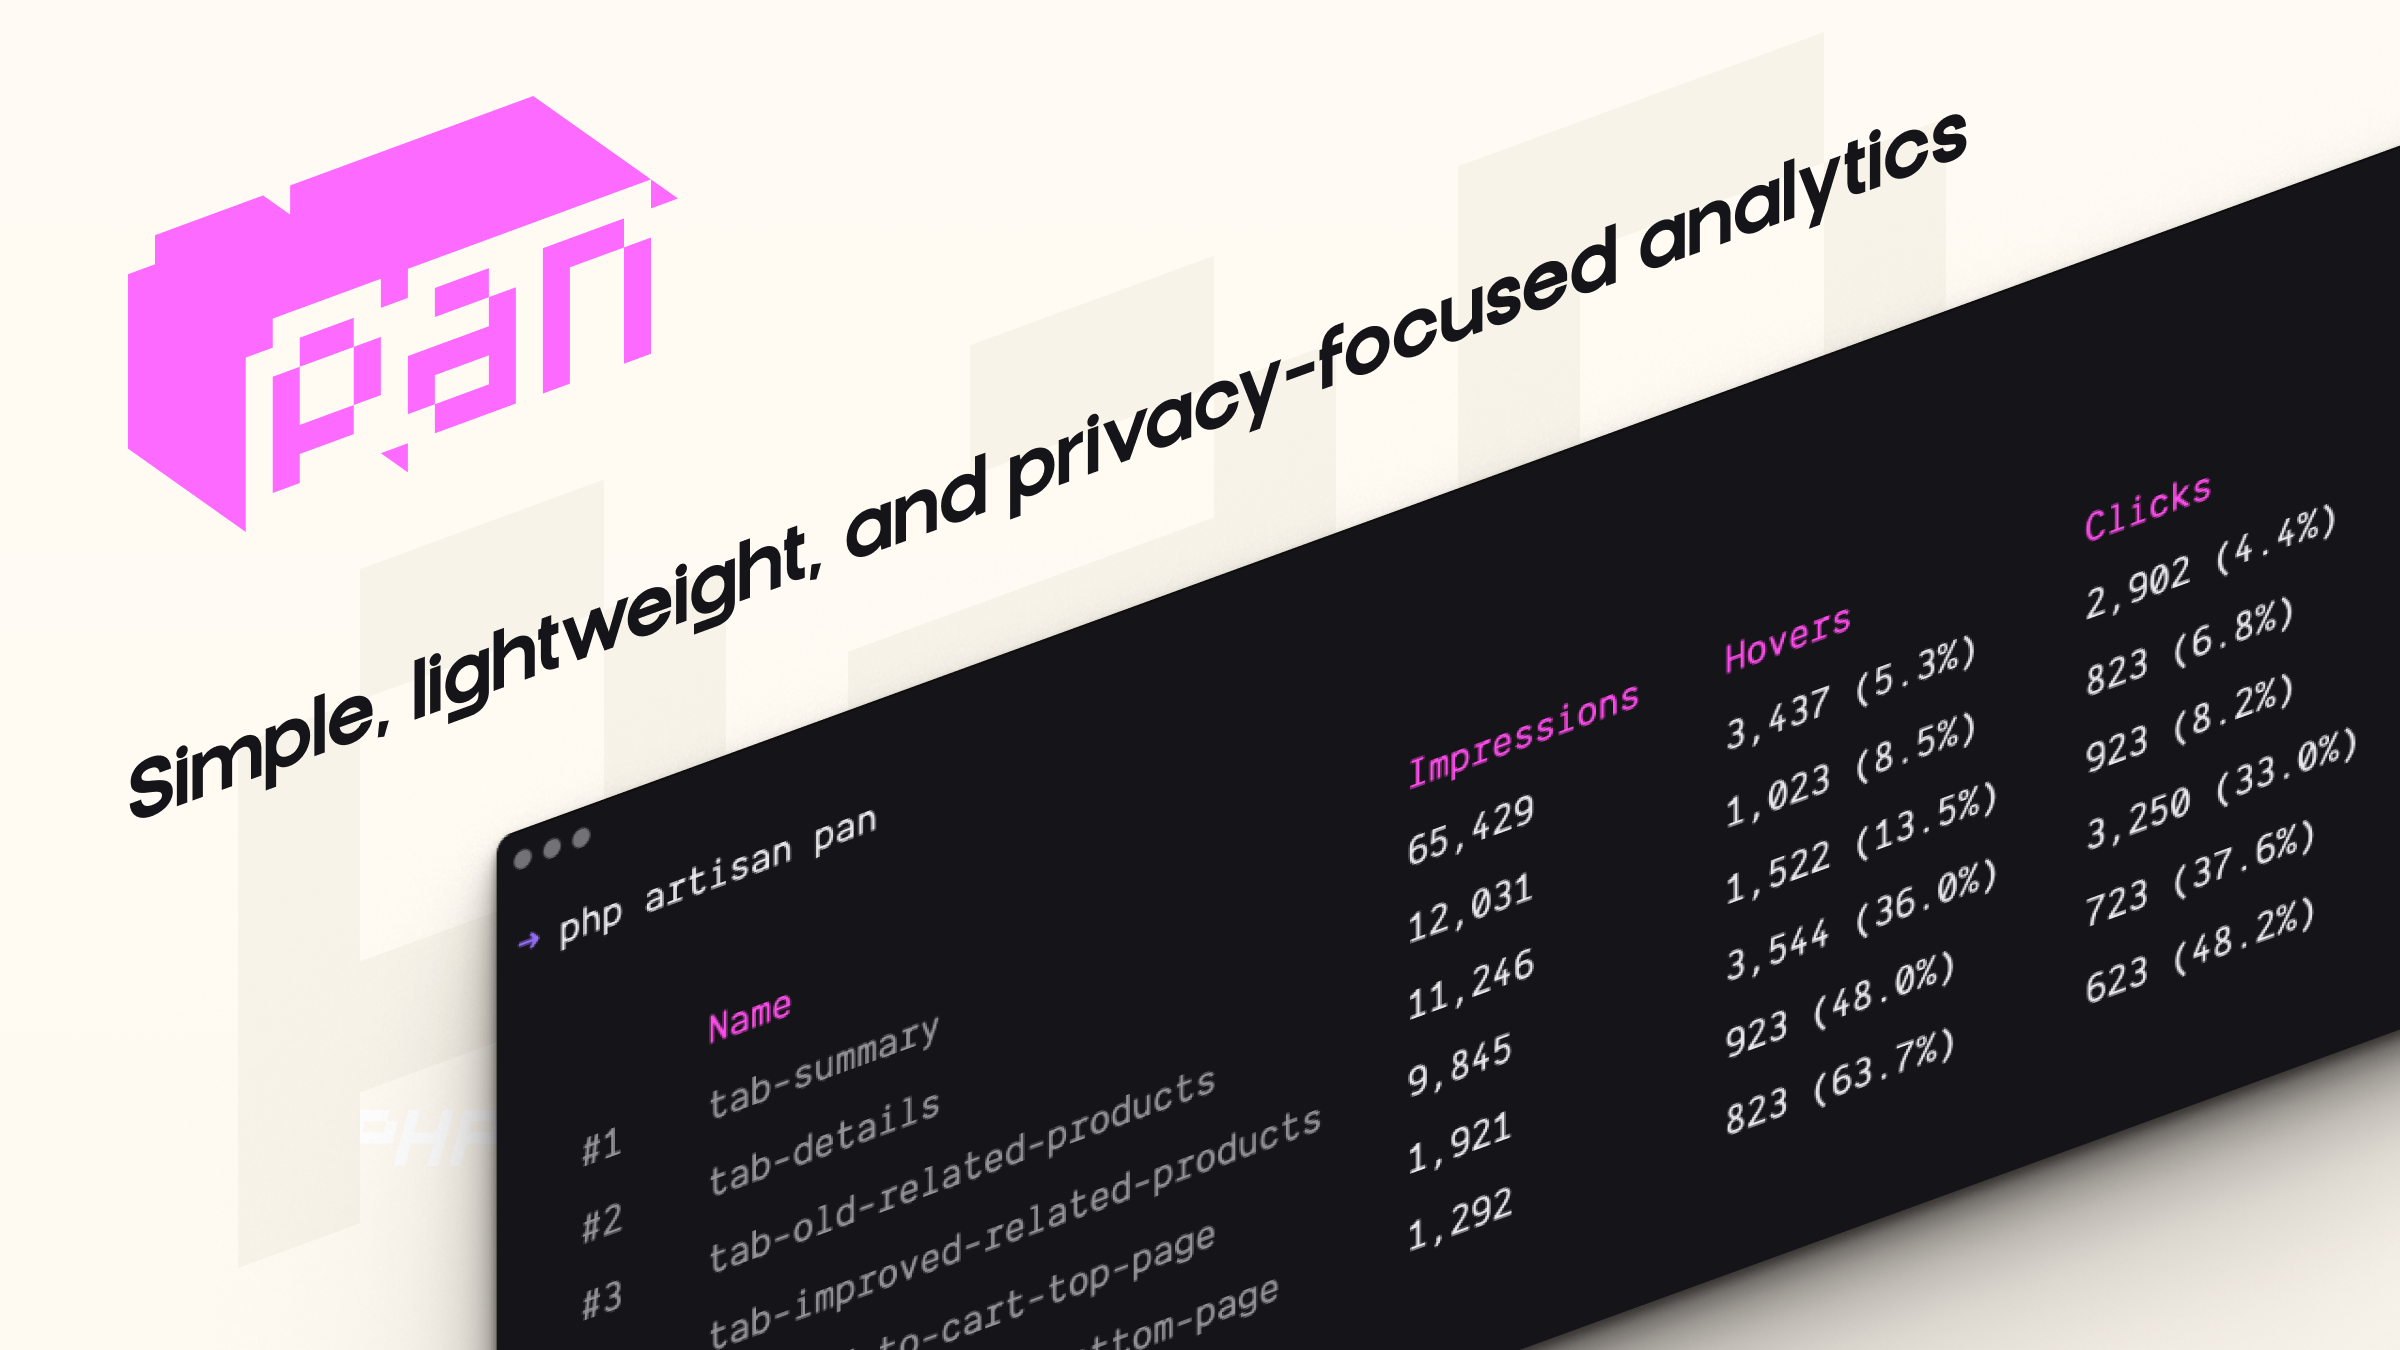 pan
Simple, lightweight, and privacy-focused analytics
➜ php artisan pan
Name Impressions Hovers Clicks
#1 tab-summary 65,429 3,437 (5.3%) 2,902 (4.4%)
#2 tab-details 12,031 1,023 (8.5%) 823 (6.8%)
#3 tab-old-related-products 11,246 1,522 (13.5%) 923 (8.2%)
tab-improved-related-products 9,845 3,544 (36.0%) 3,250 (33.0%)
to-cart-top-page 1,921 923 (48.0%) 723 (37.6%)
page 1,292 823 (63.7%) 623 (48.2%)